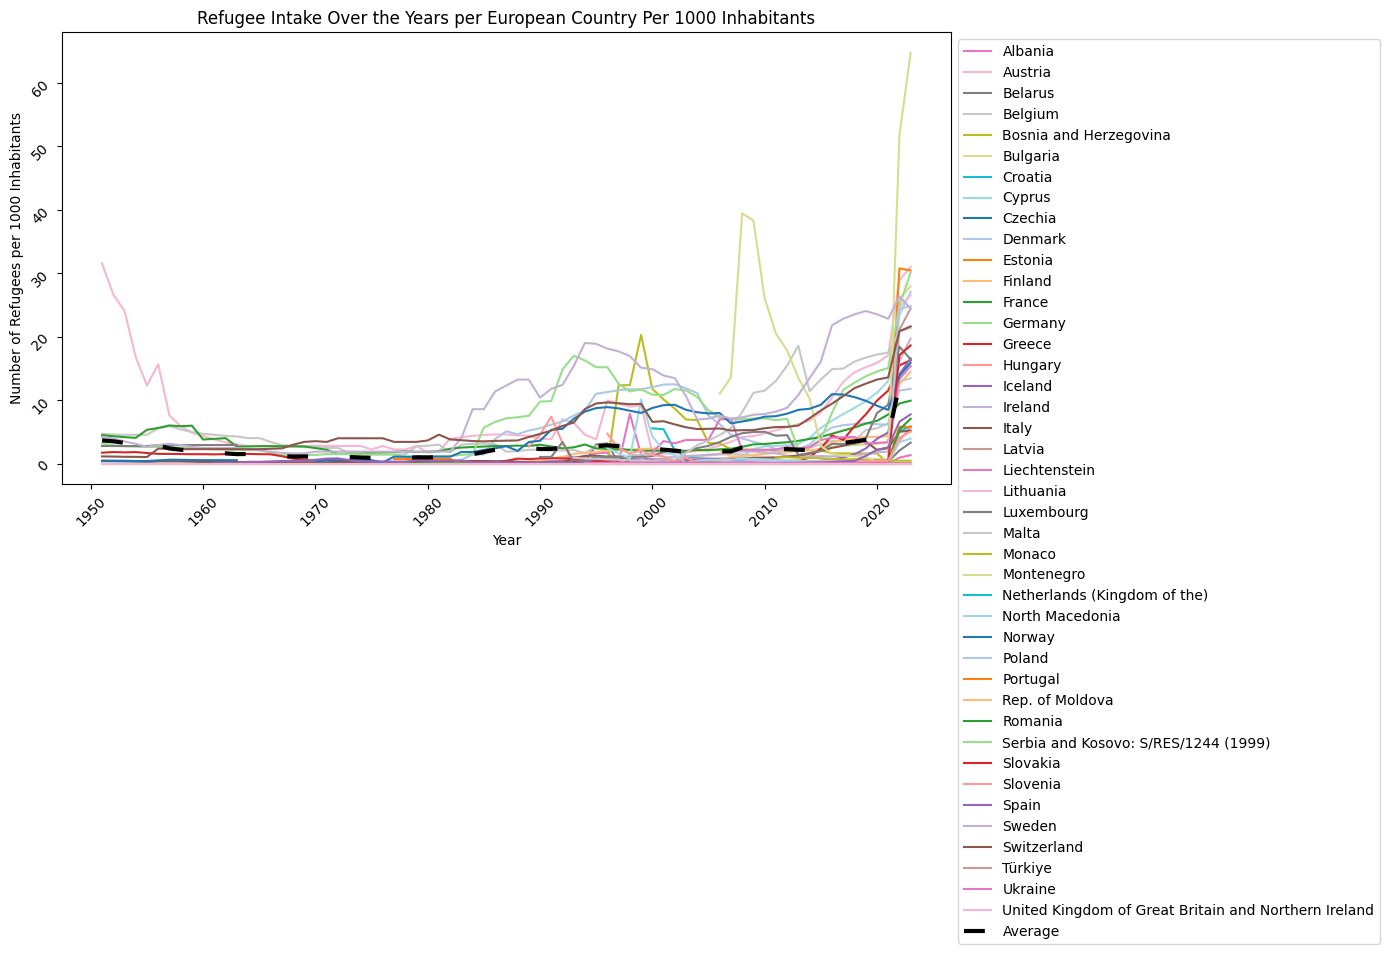 Refugee Intake Over the Years per European Country Per 1000 Inhabitants
Number of Refugees per 1000 Inhabitants
60
50
40
30
20
10
0
1950
1960
1970
1980
1990
2000
2010
2020
Year
Albania
Austria
Belarus
Belgium
Bosnia and Herzegovina
Bulgaria
Croatia
Cyprus
Czechia
Denmark
Estonia
Finland
France
Germany
Greece
Hungary
Iceland
Ireland
Italy
Latvia
Liechtenstein
Lithuania
Luxembourg
Malta
Monaco
Montenegro
Netherlands (Kingdom of the)
North Macedonia
Norway
Poland
Portugal
Rep. of Moldova
Romania
Serbia and Kosovo: S/RES/1244 (1999)
Slovakia
Slovenia
Spain
Sweden
Switzerland
Türkiye
Ukraine
United Kingdom of Great Britain and Northern Ireland
Average